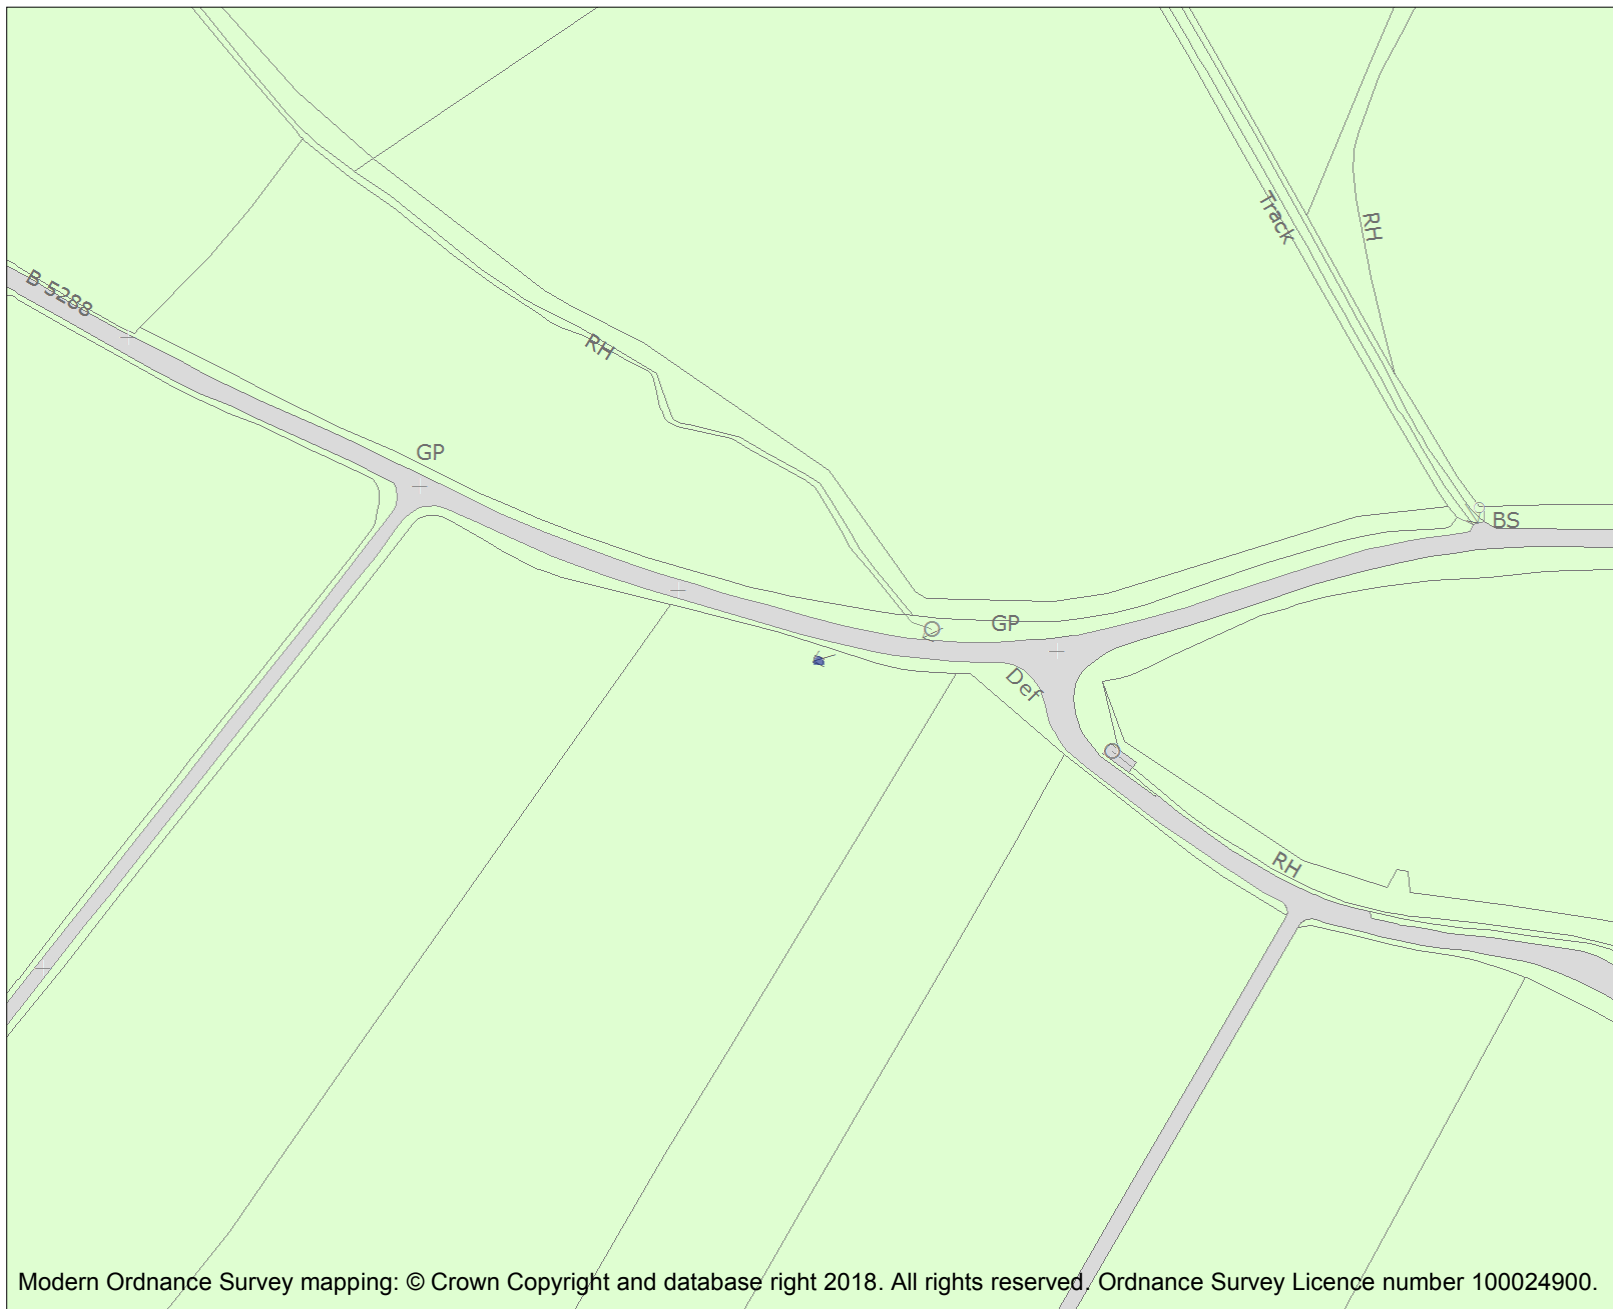 Track
RH
B 5288
RH
GP
BS
GP
Def
RH
Modern Ordnance Survey mapping: © Crown Copyright and database right 2018. All rights reserved. Ordnance Survey Licence number 100024900.